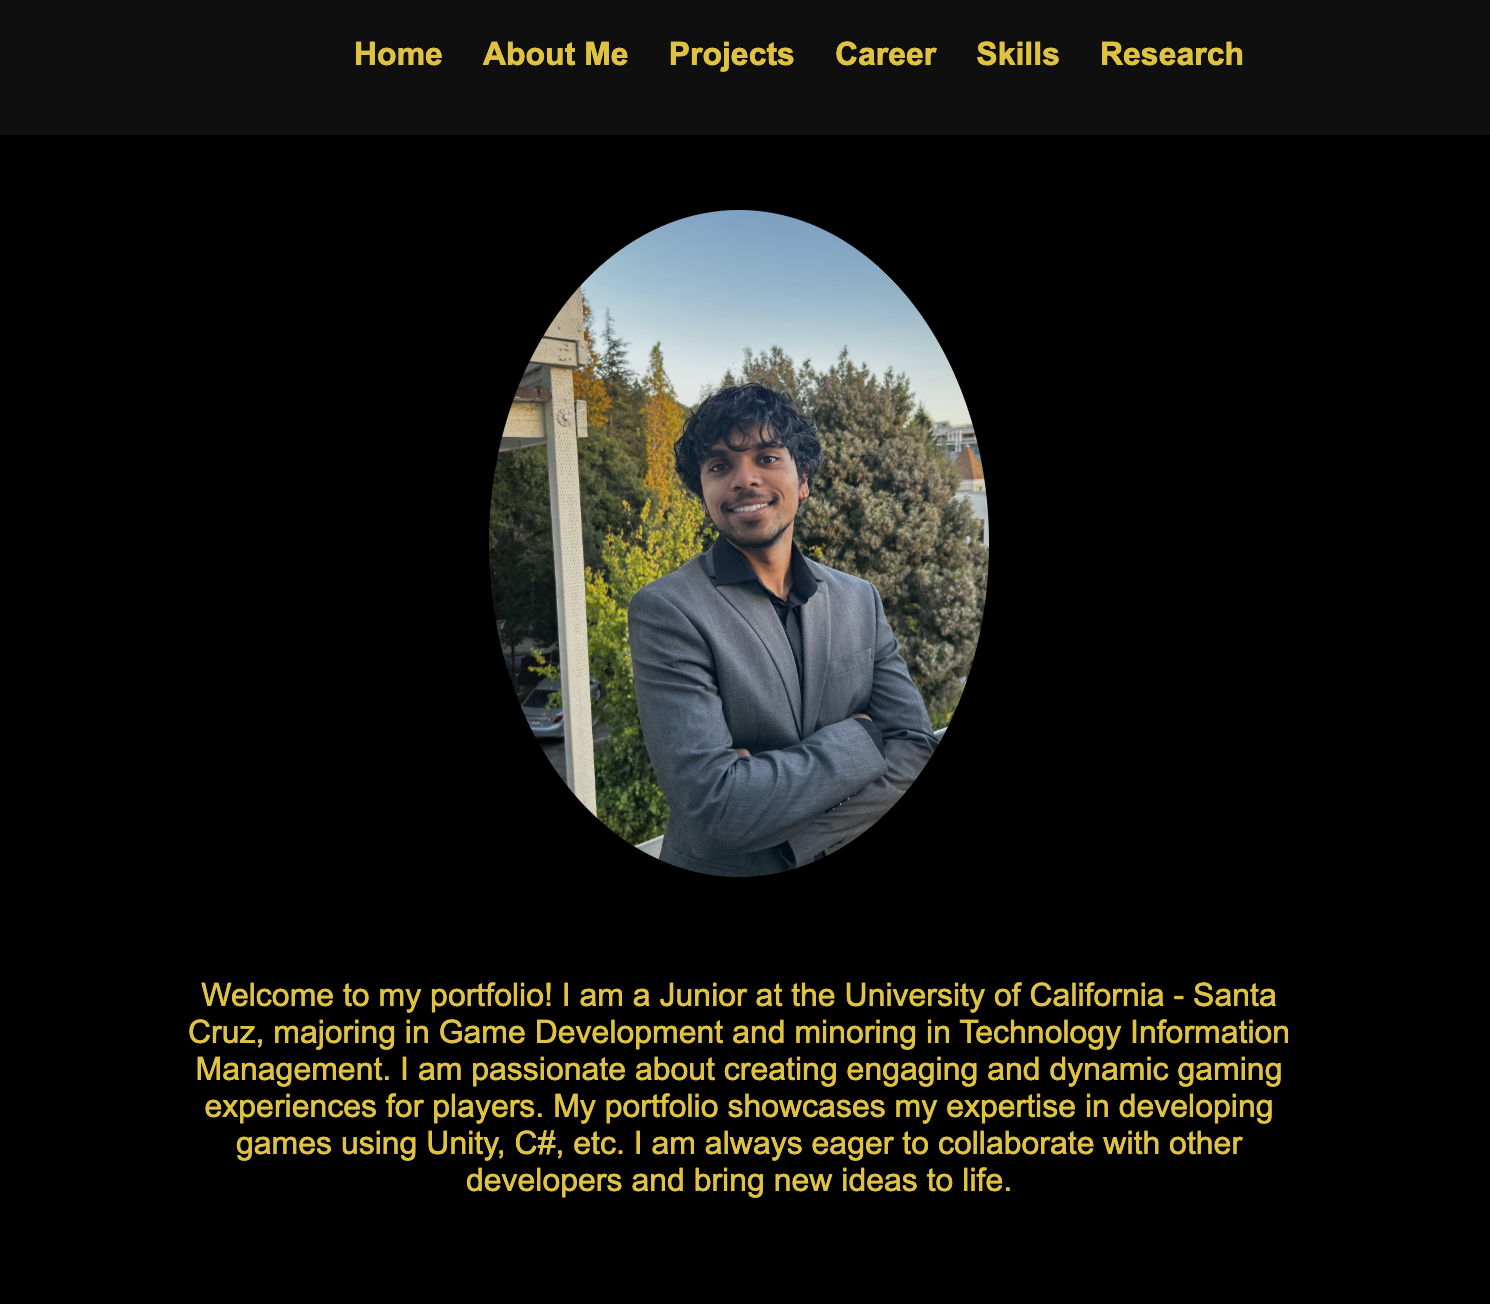 Home About Me Projects Career Skills Research
Welcome to my portfolio! I am a Junior at the University of California - Santa
Cruz, majoring in Game Development and minoring in Technology Information
Management. I am passionate about creating engaging and dynamic gaming
experiences for players. My portfolio showcases my expertise in developing
games using Unity, C#, etc. I am always eager to collaborate with other
developers and bring new ideas to life.